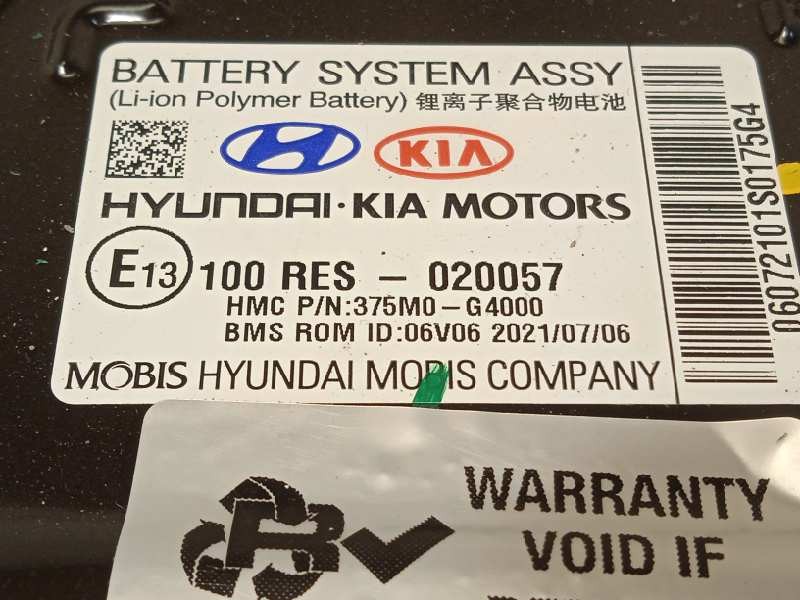 BATTERY SYSTEM ASSY
(Li-ion Polymer Battery) 锂离子聚合物电池
KIA
HYUNDAI·KIA MOTORS
E13 100 RES - 020057
HMC P/N:375M0-G4000
BMS ROM ID:06V06 2021/07/06
MOBIS HYUNDAI MOBIS COMPANY
06072101S0175G4
R
WARRANTY
VOID IF